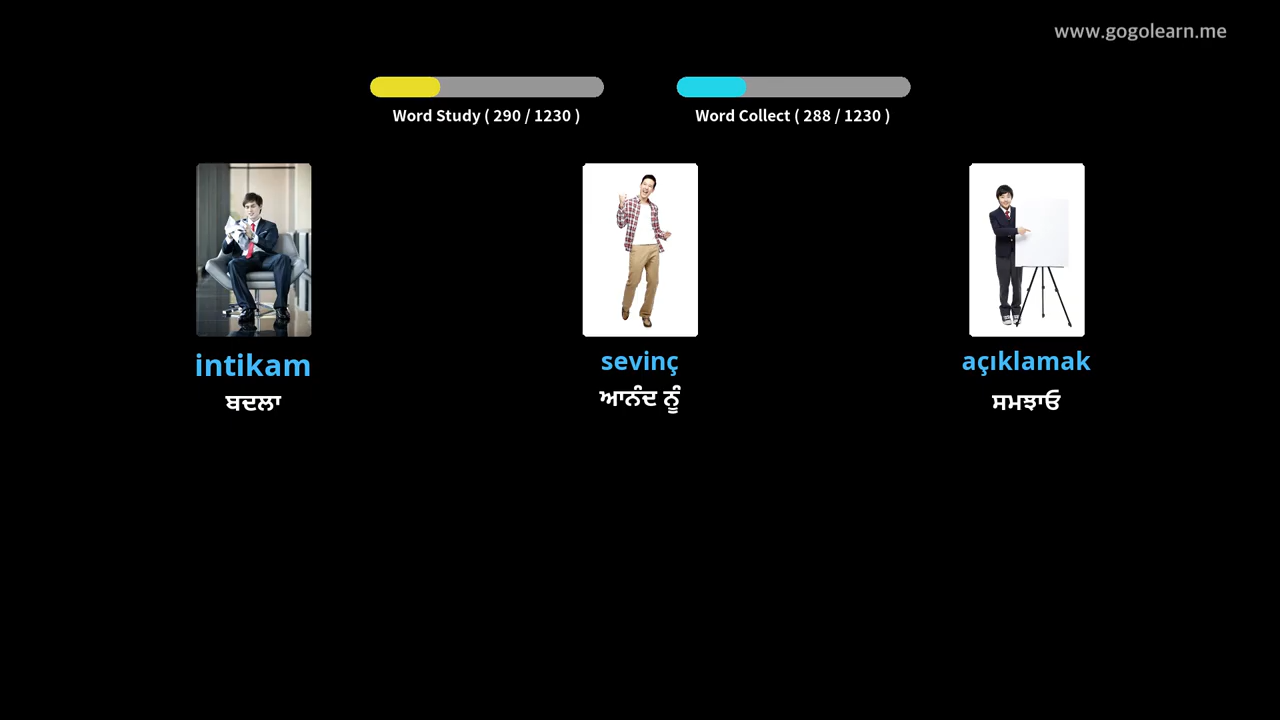 www.gogolearn.me
Word Study ( 290 / 1230 )
Word Collect ( 288 / 1230 )
intikam
ਬਦਲਾ
sevinç
ਆਨੰਦ ਨੂੰ
açıklamak
ਸਮਝਾਓ